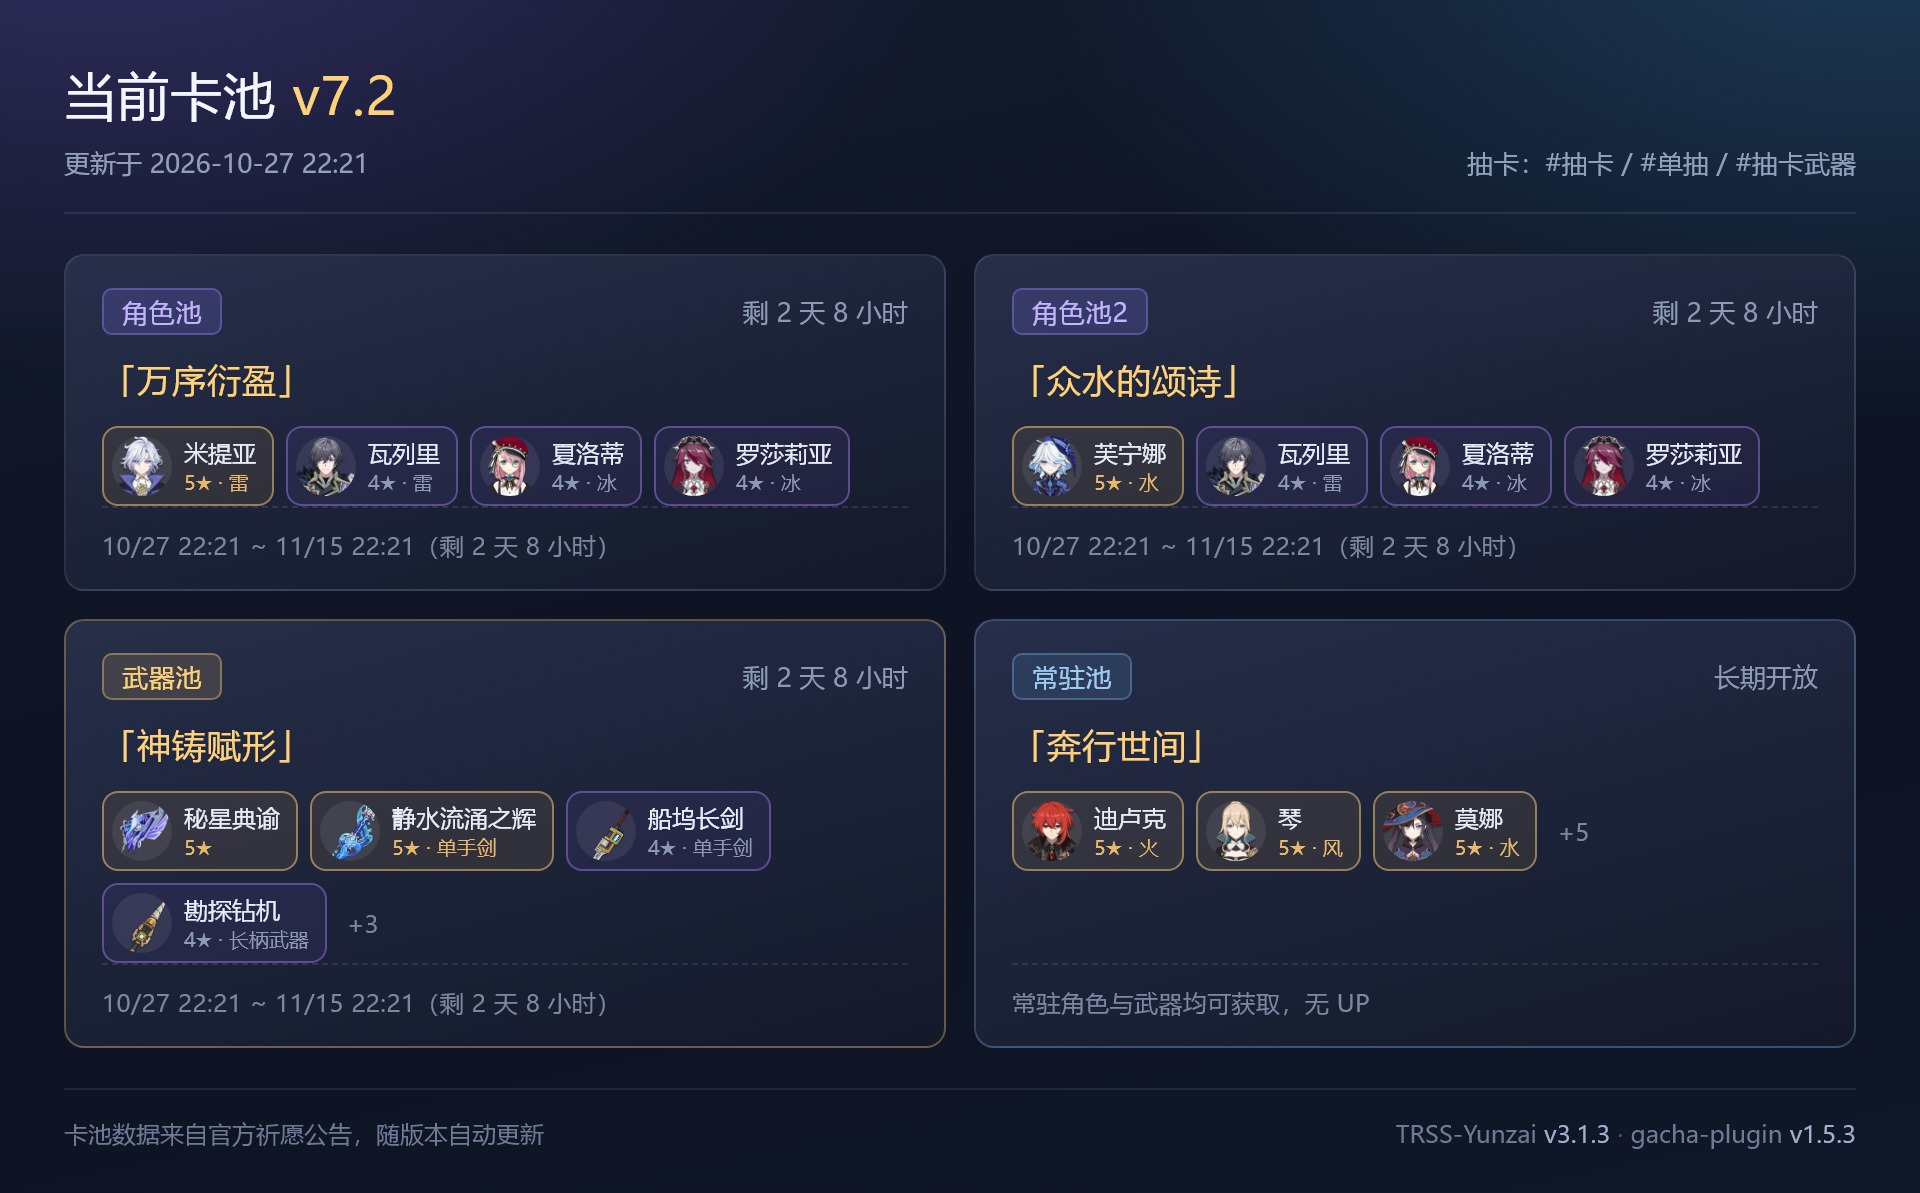 当前卡池 v7.2
更新于 2026-10-27 22:21
抽卡：#抽卡 / #单抽 / #抽卡武器
角色池
剩 2 天 8 小时
「万序衍盈」
米提亚
5★ · 雷
瓦列里
4★ · 雷
夏洛蒂
4★ · 冰
罗莎莉亚
4★ · 冰
10/27 22:21 ~ 11/15 22:21（剩 2 天 8 小时）
角色池2
剩 2 天 8 小时
「众水的颂诗」
芙宁娜
5★ · 水
瓦列里
4★ · 雷
夏洛蒂
4★ · 冰
罗莎莉亚
4★ · 冰
10/27 22:21 ~ 11/15 22:21（剩 2 天 8 小时）
武器池
剩 2 天 8 小时
「神铸赋形」
秘星典谕
5★
静水流涌之辉
5★ · 单手剑
船坞长剑
4★ · 单手剑
勘探钻机
4★ · 长柄武器
+3
10/27 22:21 ~ 11/15 22:21（剩 2 天 8 小时）
常驻池
长期开放
「奔行世间」
迪卢克
5★ · 火
琴
5★ · 风
莫娜
5★ · 水
+5
常驻角色与武器均可获取，无 UP
卡池数据来自官方祈愿公告，随版本自动更新
TRSS-Yunzai v3.1.3 · gacha-plugin v1.5.3